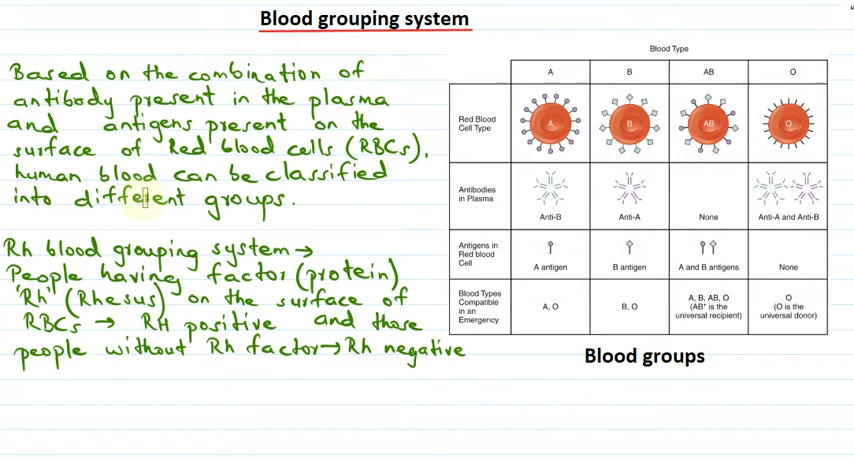 Blood grouping system
Based on the combination of
antibody present in the plasma
and antigens present on the
surface of Red blood cells (RBCs),
human blood can be classified
into different groups.
Rh blood grouping system →
People having factor (protein)
'Rh' (Rhesus) on the surface of
RBCs → RH positive and those
people without Rh factor → Rh negative
Blood Type
A B AB O
Red Blood
Cell Type
A B AB O
Antibodies
in Plasma
Anti-B Anti-A None Anti-A and Anti-B
Antigens in
Red blood
Cell
A antigen B antigen A and B antigens None
Blood Types
Compatible
in an
Emergency
A, O
B, O
A, B, AB, O
(AB⁺ is the
universal recipient)
O
(O is the
universal donor)
Blood groups